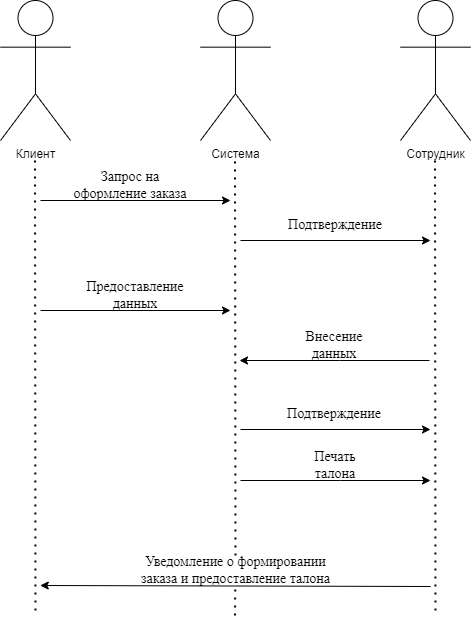 Клиент
Система
Сотрудник
Запрос на
оформление заказа
Подтверждение
Предоставление
данных
Внесение
данных
Подтверждение
Печать
талона
Уведомление о формировании
заказа и предоставление талона